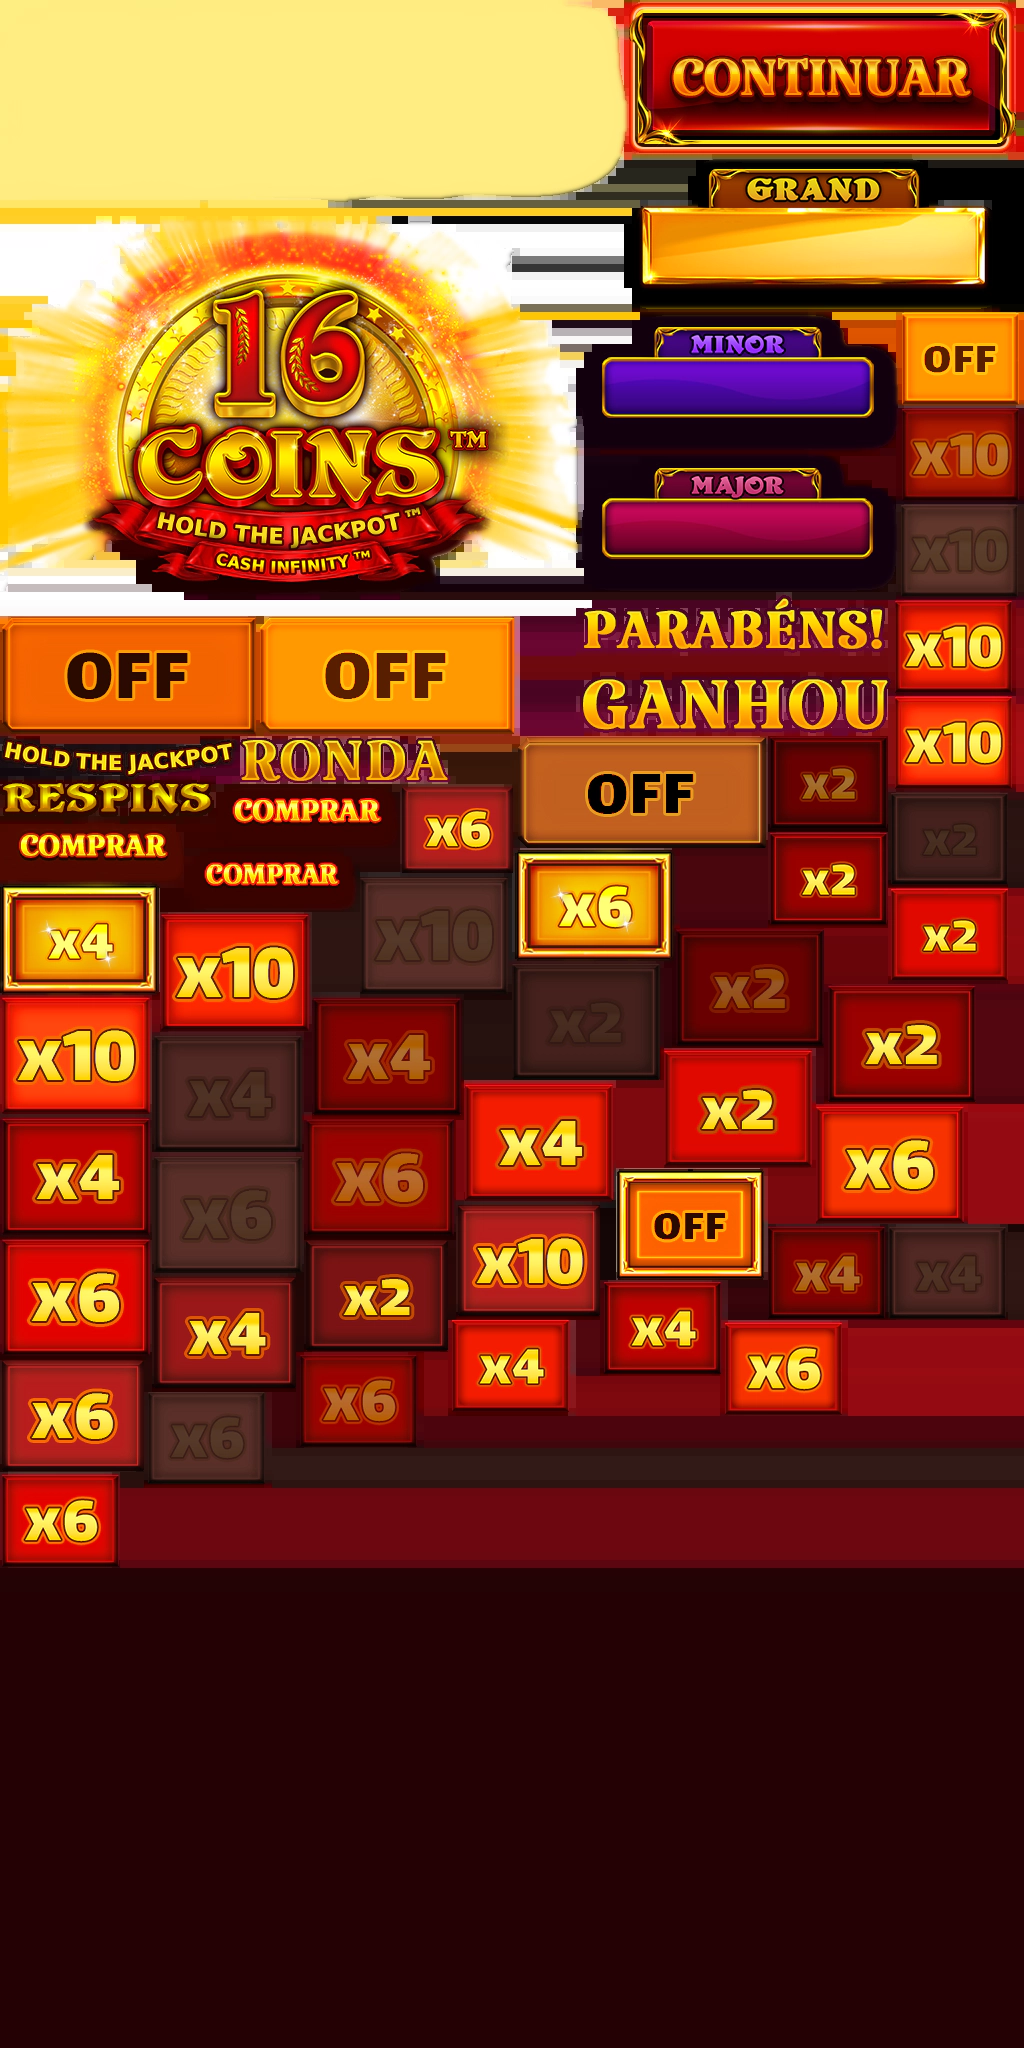 CONTINUAR
GRAND
16
COINS™
HOLD THE JACKPOT™
CASH INFINITY™
MINOR
OFF
x10
MAJOR
x10
PARABÉNS!
x10
GANHOU
x10
OFF
OFF
HOLD THE JACKPOT
RESPINS
RONDA
COMPRAR
COMPRAR
COMPRAR
x6
OFF
x2
x2
x2
x2
x4
x10
x10
x6
x2
x2
x10
x4
x4
x2
x2
x4
x6
x6
x4
x6
x6
x4
x2
x10
OFF
x4
x4
x6
x6
x6
x4
x4
x6
x6